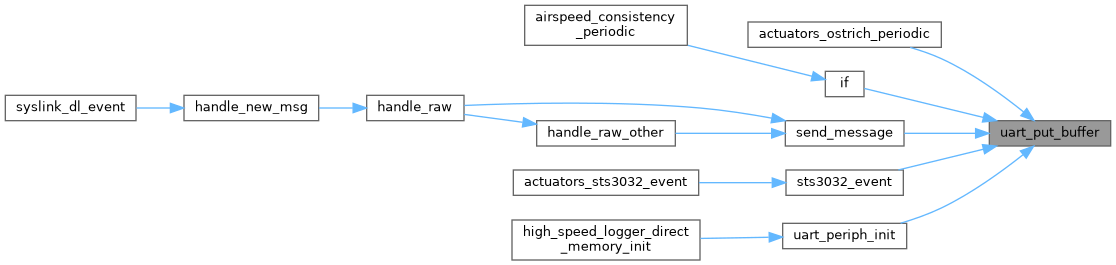 airspeed_consistency
_periodic
actuators_ostrich_periodic
if
syslink_dl_event
handle_new_msg
handle_raw
handle_raw_other
send_message
uart_put_buffer
actuators_sts3032_event
sts3032_event
high_speed_logger_direct
_memory_init
uart_periph_init